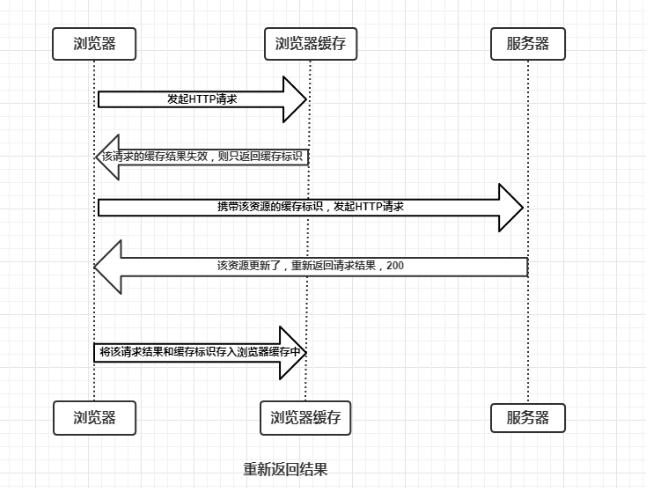 浏览器
浏览器缓存
服务器
发起HTTP请求
该请求的缓存结果失效，则只返回缓存标识
携带该资源的缓存标识，发起HTTP请求
该资源更新了，重新返回请求结果，200
将该请求结果和缓存标识存入浏览器缓存中
浏览器
浏览器缓存
服务器
重新返回结果